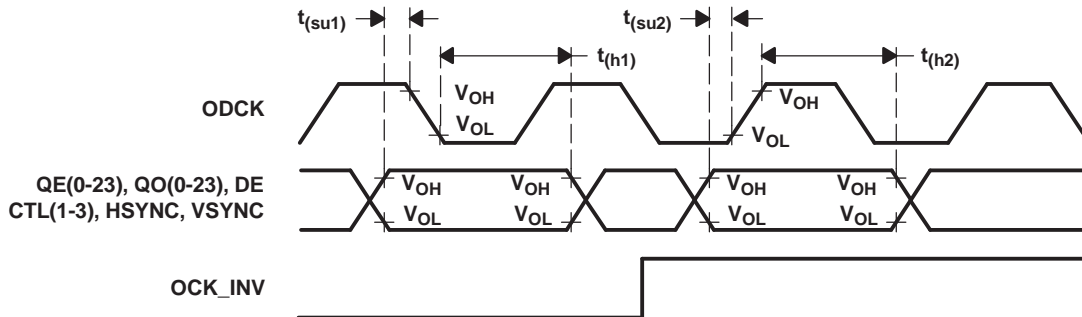 t(su1)
t(su2)
t(h1)
t(h2)
ODCK
VOH
VOL
VOH
VOL
QE(0-23), QO(0-23), DE
CTL(1-3), HSYNC, VSYNC
VOH
VOH
VOH
VOH
VOL
VOL
VOL
VOL
OCK_INV